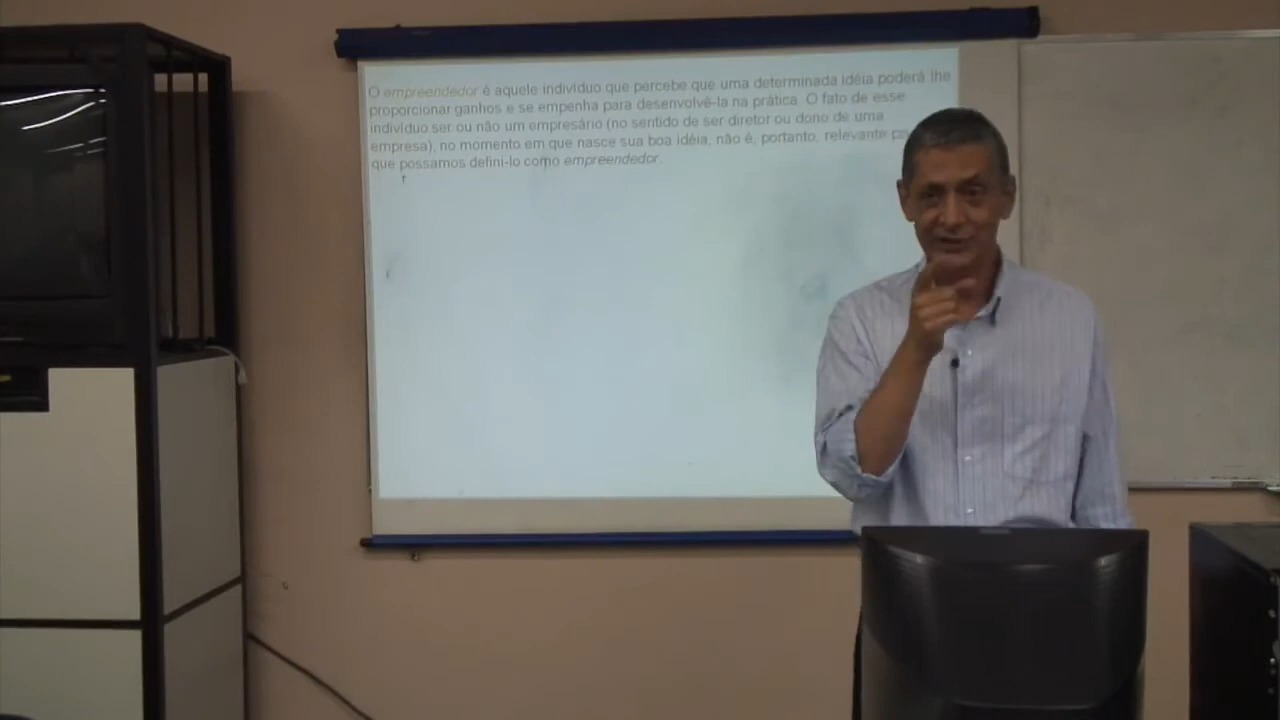 O empreendedor é aquele indivíduo que percebe que uma determinada idéia poderá lhe
proporcionar ganhos e se empenha para desenvolvê-la na prática. O fato de esse
indivíduo ser ou não um empresário (no sentido de ser diretor ou dono de uma
empresa), no momento em que nasce sua boa idéia, não é, portanto, relevante
que possamos defini-lo como empreendedor.